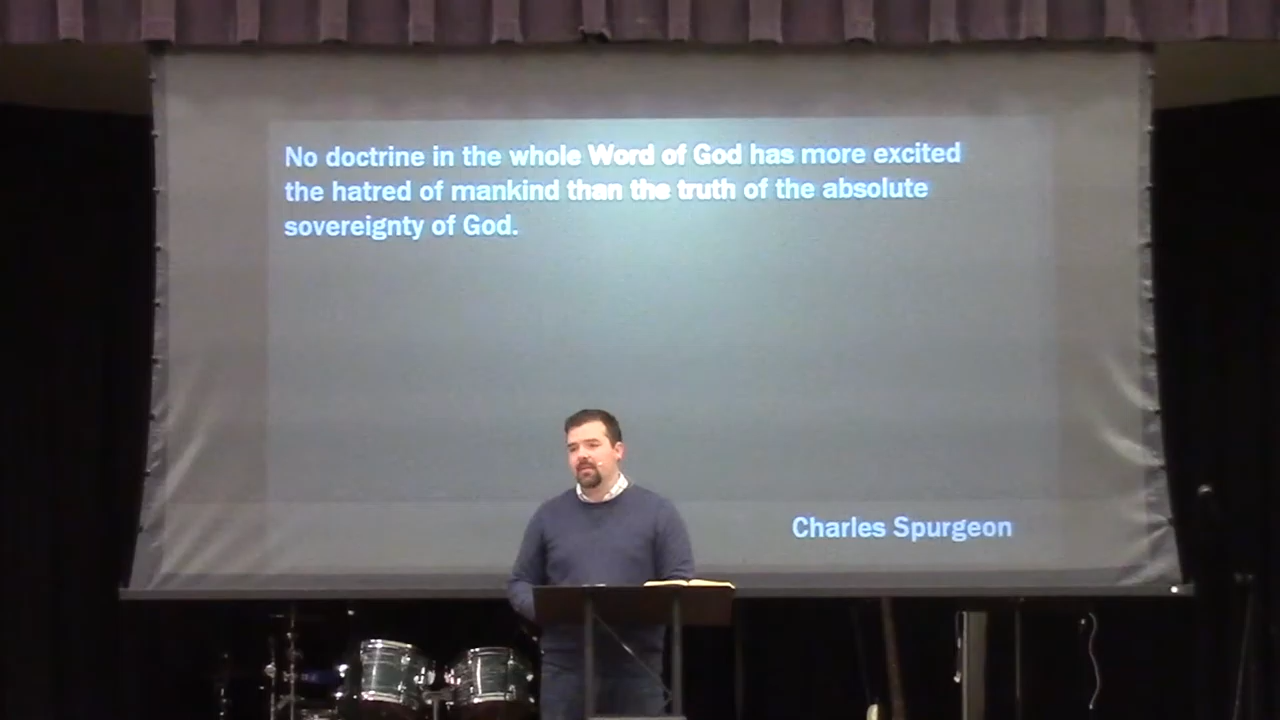 No doctrine in the whole Word of God has more excited
the hatred of mankind than the truth of the absolute
sovereignty of God.
Charles Spurgeon